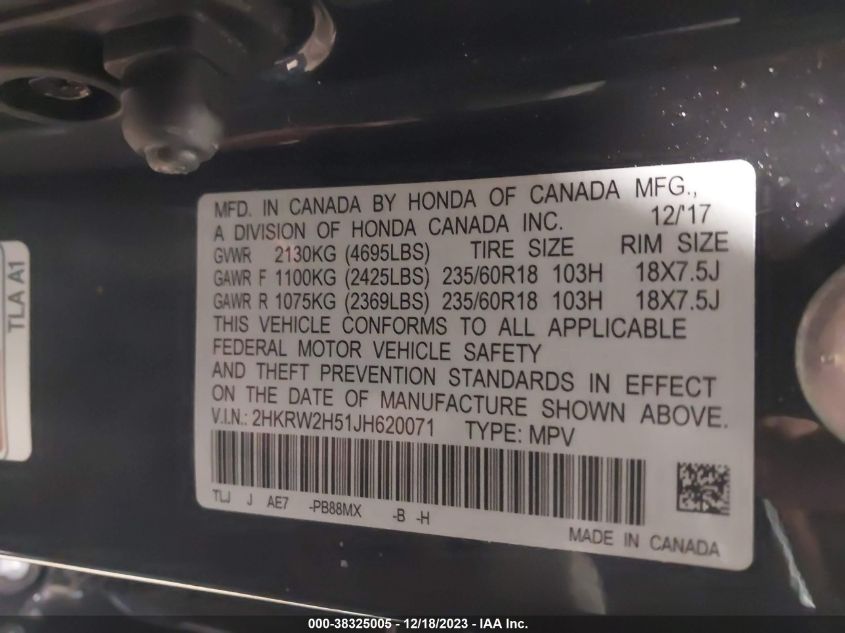 MFD. IN CANADA BY HONDA OF CANADA MFG.,
A DIVISION OF HONDA CANADA INC. 12/'17
GVWR 2130KG (4695LBS) TIRE SIZE RIM SIZE
GAWR F 1100KG (2425LBS) 235/60R18 103H 18X7.5J
GAWR R 1075KG (2369LBS) 235/60R18 103H 18X7.5J
THIS VEHICLE CONFORMS TO ALL APPLICABLE
FEDERAL MOTOR VEHICLE SAFETY
AND THEFT PREVENTION STANDARDS IN EFFECT
ON THE DATE OF MANUFACTURE SHOWN ABOVE.
V.I.N.: 2HKRW2H51JH620071 TYPE: MPV
TLJ J AE7 -PB88MX -B -H
MADE IN CANADA
TLA A1
000-38325005 - 12/18/2023 - IAA Inc.